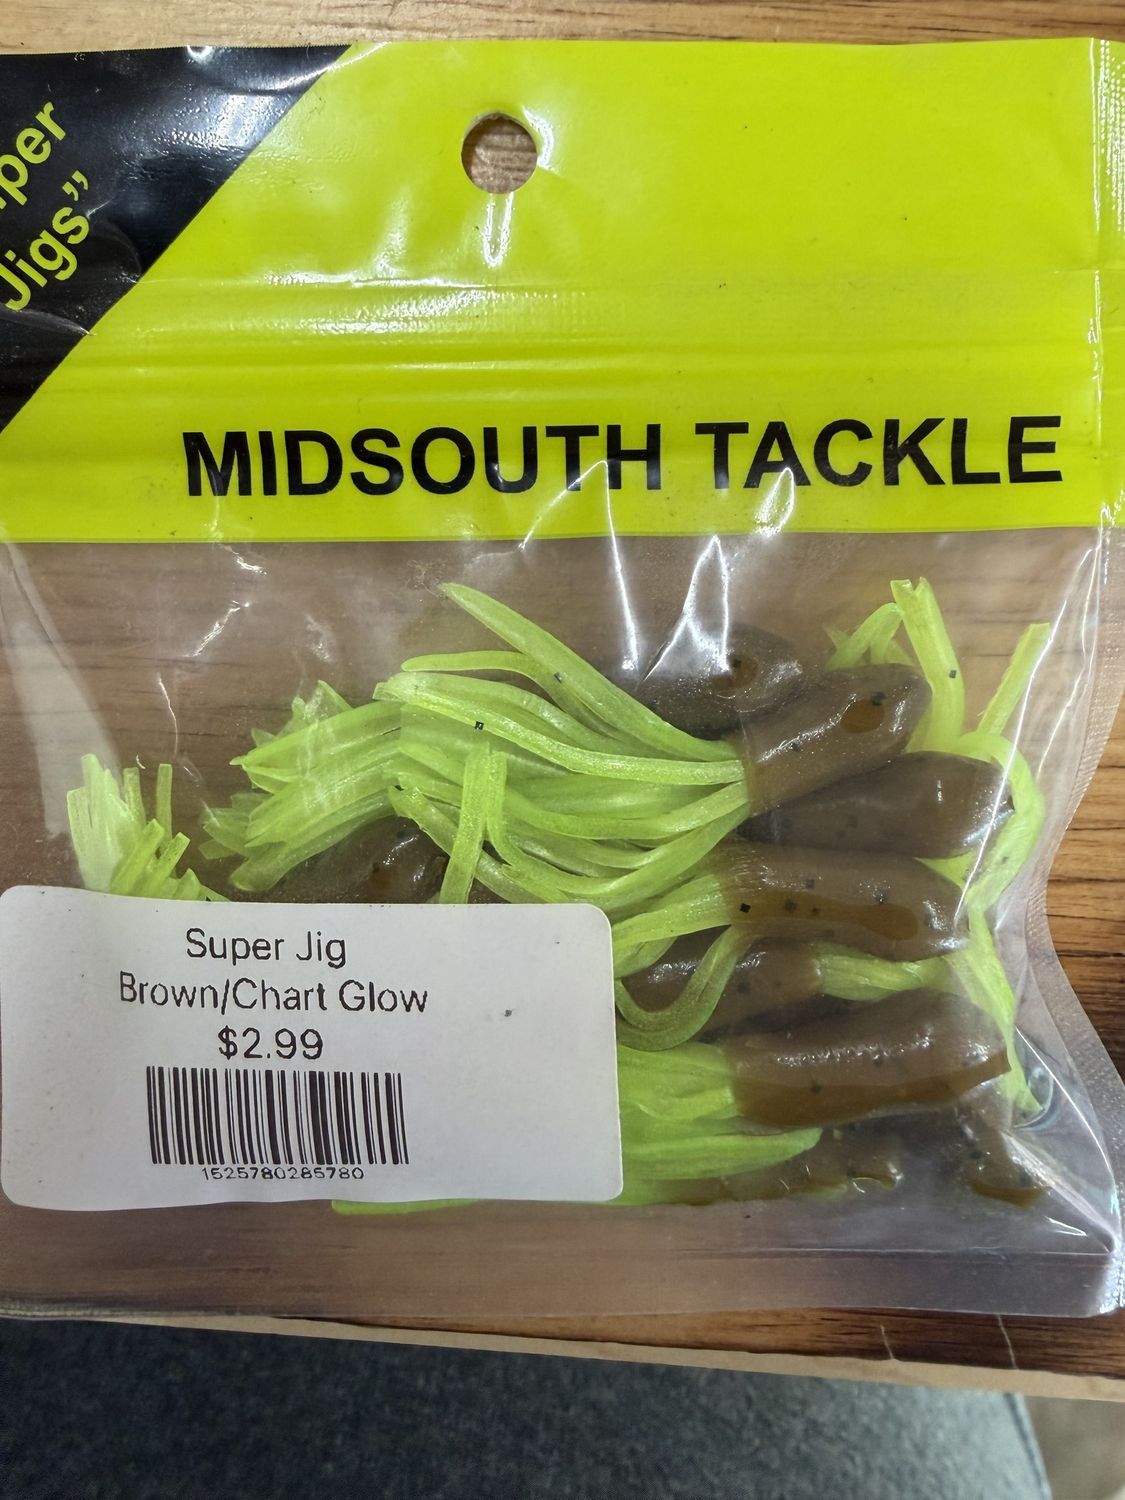 Jigs”
MIDSOUTH TACKLE
Super Jig
Brown/Chart Glow
$2.99
1525780285780